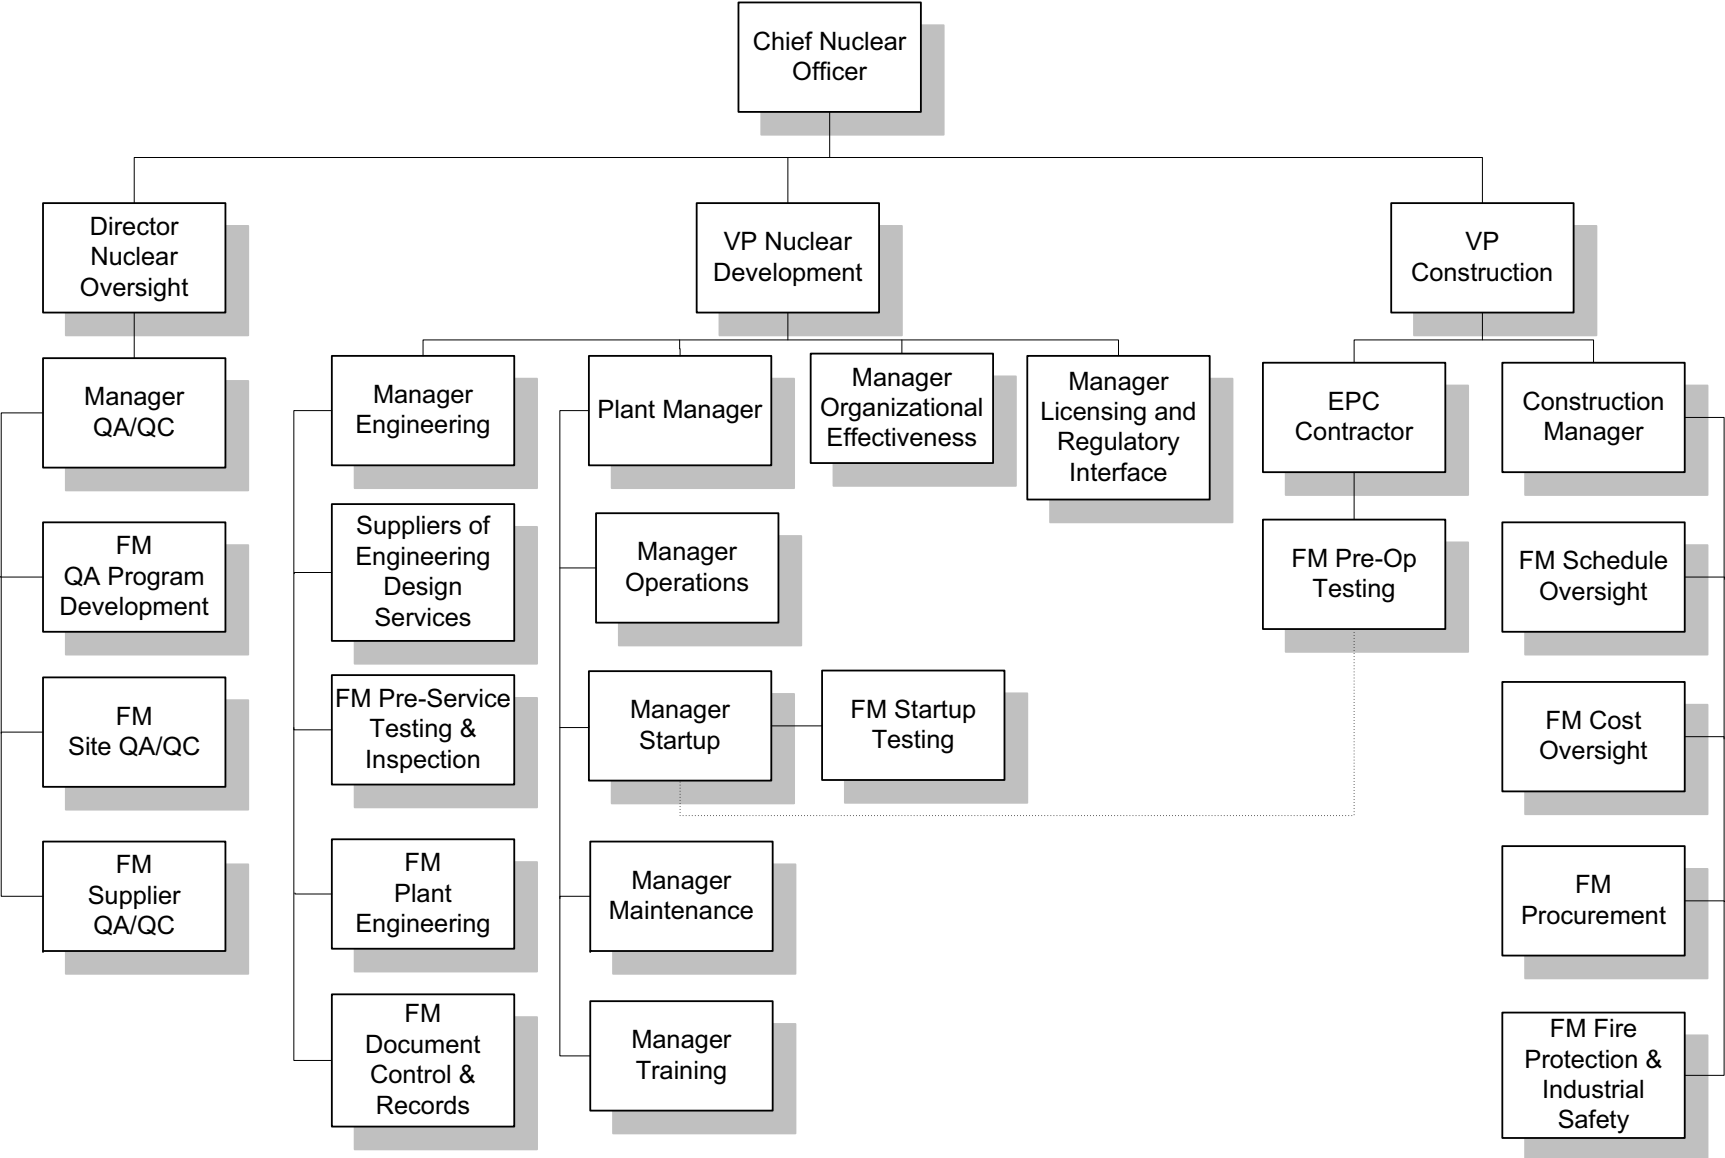 Chief Nuclear
Officer
Director
Nuclear
Oversight
VP Nuclear
Development
VP
Construction
Manager
QA/QC
Manager
Engineering
Plant Manager
Manager
Organizational
Effectiveness
Manager
Licensing and
Regulatory
Interface
EPC
Contractor
Construction
Manager
FM
QA Program
Development
Suppliers of
Engineering
Design
Services
Manager
Operations
FM Pre-Op
Testing
FM Schedule
Oversight
FM
Site QA/QC
FM Pre-Service
Testing &
Inspection
Manager
Startup
FM Startup
Testing
FM Cost
Oversight
FM
Supplier
QA/QC
FM
Plant
Engineering
Manager
Maintenance
FM
Procurement
FM
Document
Control &
Records
Manager
Training
FM Fire
Protection &
Industrial
Safety